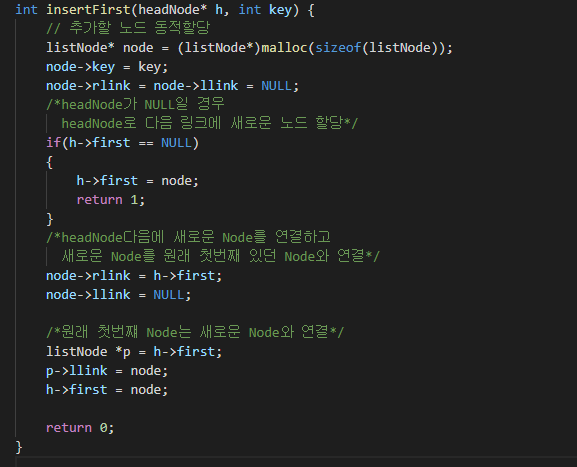 int insertFirst(headNode* h, int key) {
    // 추가할 노드 동적할당
    listNode* node = (listNode*)malloc(sizeof(listNode));
    node->key = key;
    node->rlink = node->llink = NULL;
    /*headNode가 NULL일 경우
      headNode로 다음 링크에 새로운 노드 할당*/
    if(h->first == NULL)
    {
        h->first = node;
        return 1;
    }
    /*headNode다음에 새로운 Node를 연결하고
      새로운 Node를 원래 첫번째 있던 Node와 연결*/
    node->rlink = h->first;
    node->llink = NULL;

    /*원래 첫번쨰 Node는 새로운 Node와 연결*/
    listNode *p = h->first;
    p->llink = node;
    h->first = node;

    return 0;
}